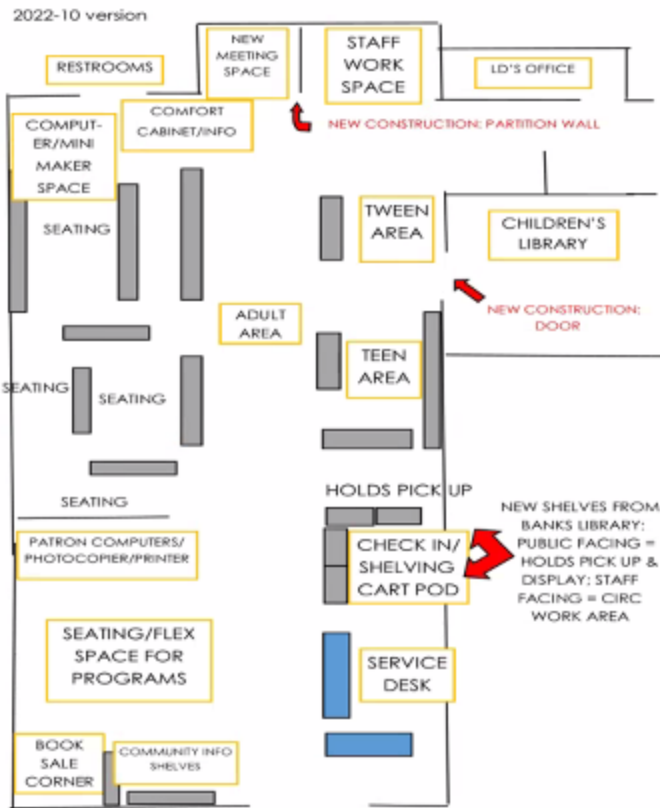 2022-10 version
NEW
MEETING
SPACE
STAFF
WORK
SPACE
RESTROOMS
LD'S OFFICE
COMFORT
CABINET/INFO
COMPUT-
ER/MINI
MAKER
SPACE
NEW CONSTRUCTION: PARTITION WALL
SEATING
TWEEN
AREA
CHILDREN'S
LIBRARY
NEW CONSTRUCTION:
DOOR
ADULT
AREA
TEEN
AREA
SEATING
SEATING
HOLDS PICK UP
SEATING
NEW SHELVES FROM
BANKS LIBRARY:
PUBLIC FACING =
HOLDS PICK UP &
DISPLAY; STAFF
FACING = CIRC
WORK AREA
PATRON COMPUTERS/
PHOTOCOPIER/PRINTER
CHECK IN/
SHELVING
CART POD
SEATING/FLEX
SPACE FOR
PROGRAMS
SERVICE
DESK
BOOK
SALE
CORNER
COMMUNITY INFO
SHELVES